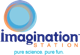 imagination
STATION
pure science. pure fun.